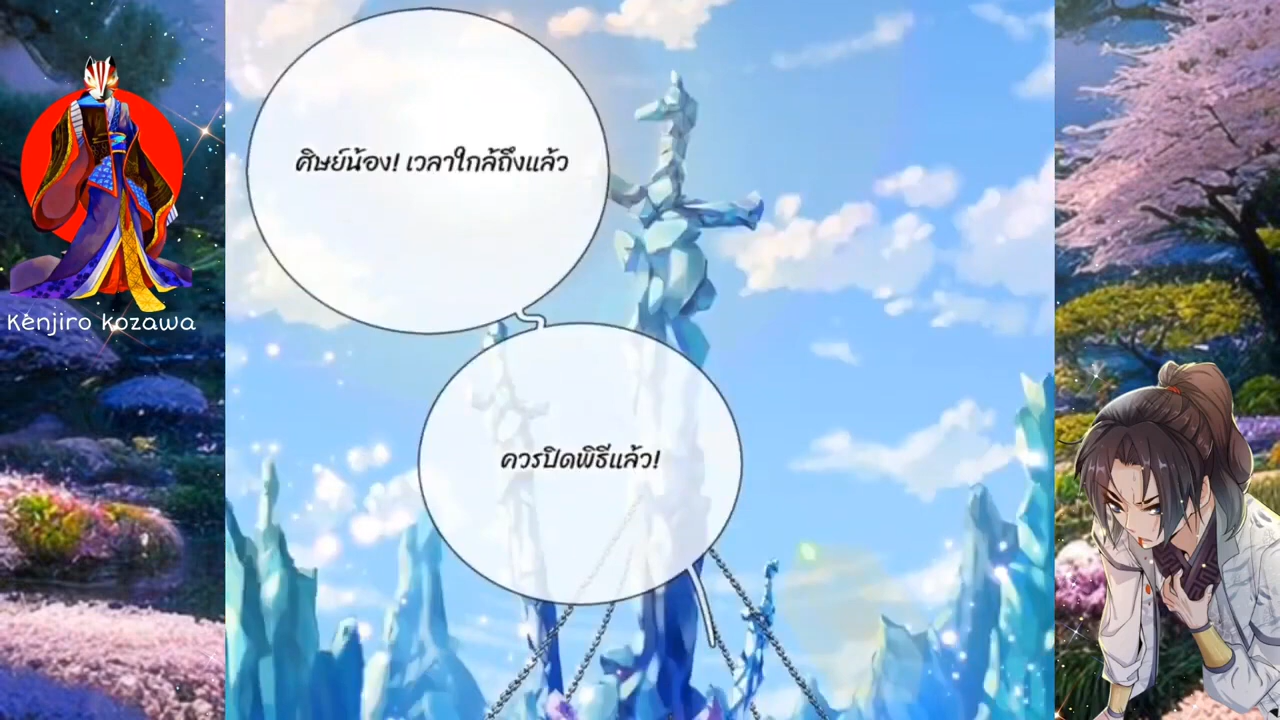 ศิษย์น้อง! เวลาใกล้ถึงแล้ว
ควรปิดพิธีแล้ว!
Kenjiro kozawa